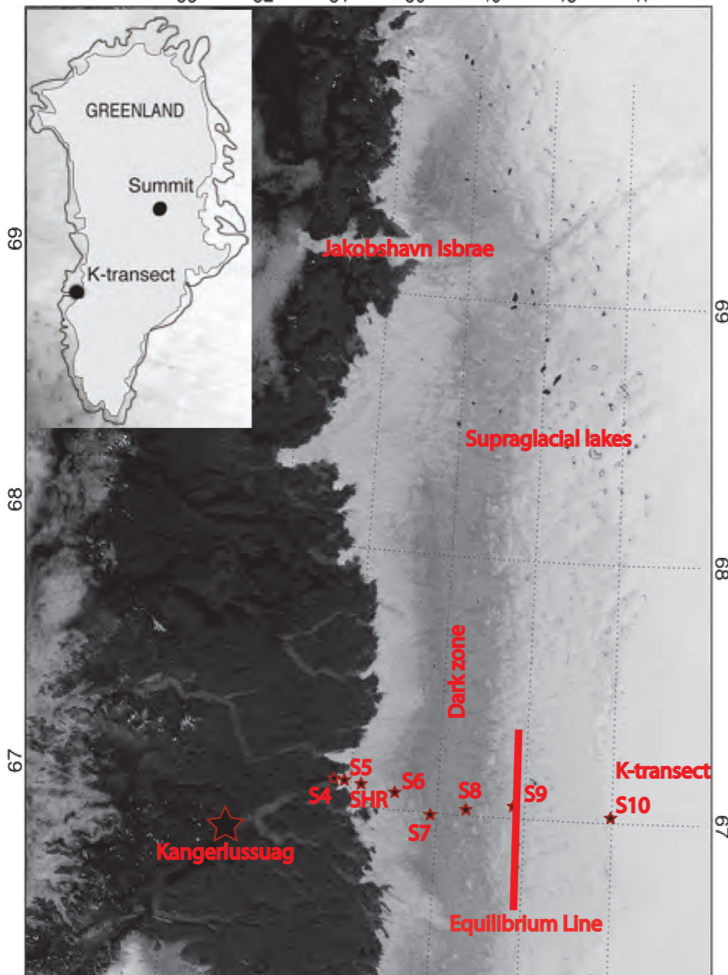 GREENLAND
Summit
K-transect
69
Jakobshavn Isbrae
69
Supraglacial lakes
68
68
Dark zone
67
K-transect
S5
S4
SHR
S6
S7
S8
S9
S10
67
Kangerlussuag
Equilibrium Line